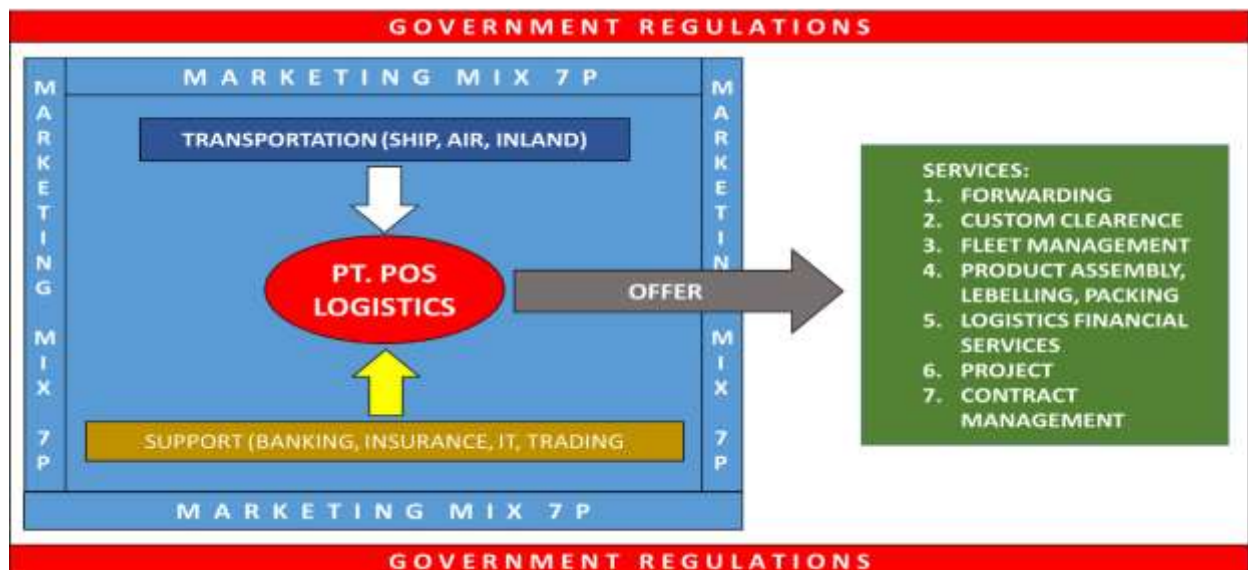 GOVERNMENT REGULATIONS
MARKETING MIX 7P
MARKETING MIX 7P
MARKETING MIX 7P
TRANSPORTATION (SHIP, AIR, INLAND)
PT. POS
LOGISTICS
OFFER
SUPPORT (BANKING, INSURANCE, IT, TRADING
MARKETING MIX 7P
SERVICES:
1. FORWARDING
2. CUSTOM CLEARENCE
3. FLEET MANAGEMENT
4. PRODUCT ASSEMBLY,
LEBELLING, PACKING
5. LOGISTICS FINANCIAL
SERVICES
6. PROJECT
7. CONTRACT
MANAGEMENT
GOVERNMENT REGULATIONS